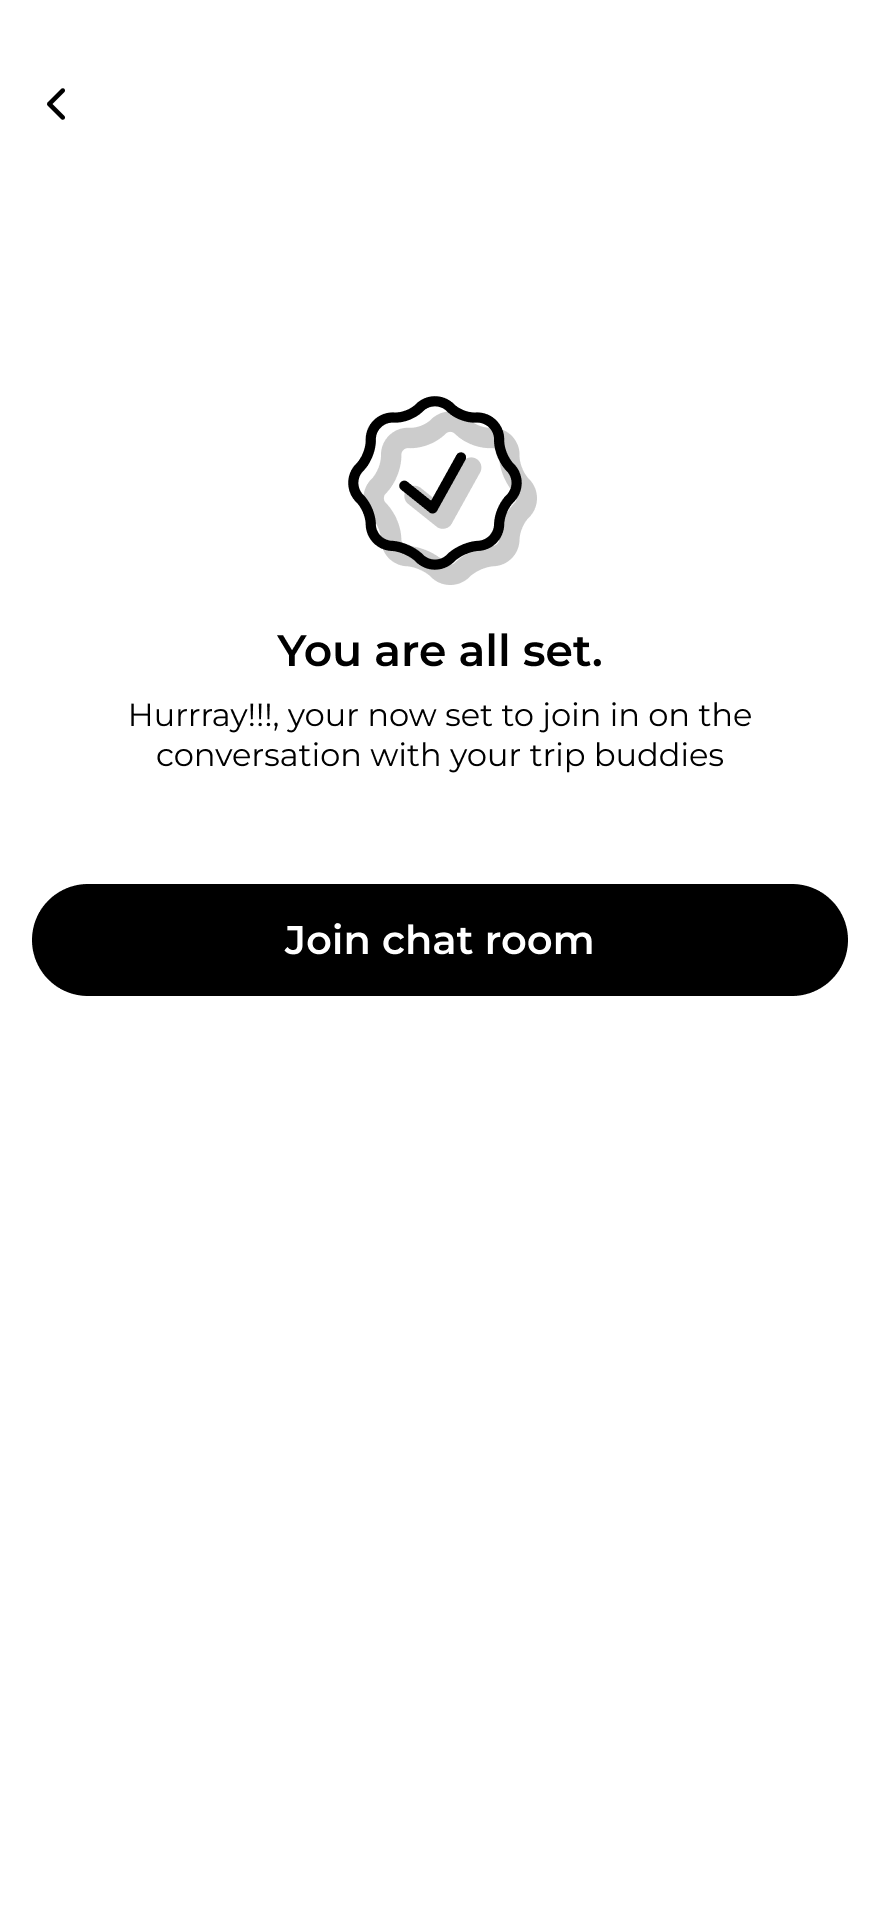 You are all set.
Hurrray!!!, your now set to join in on the
conversation with your trip buddies
Join chat room